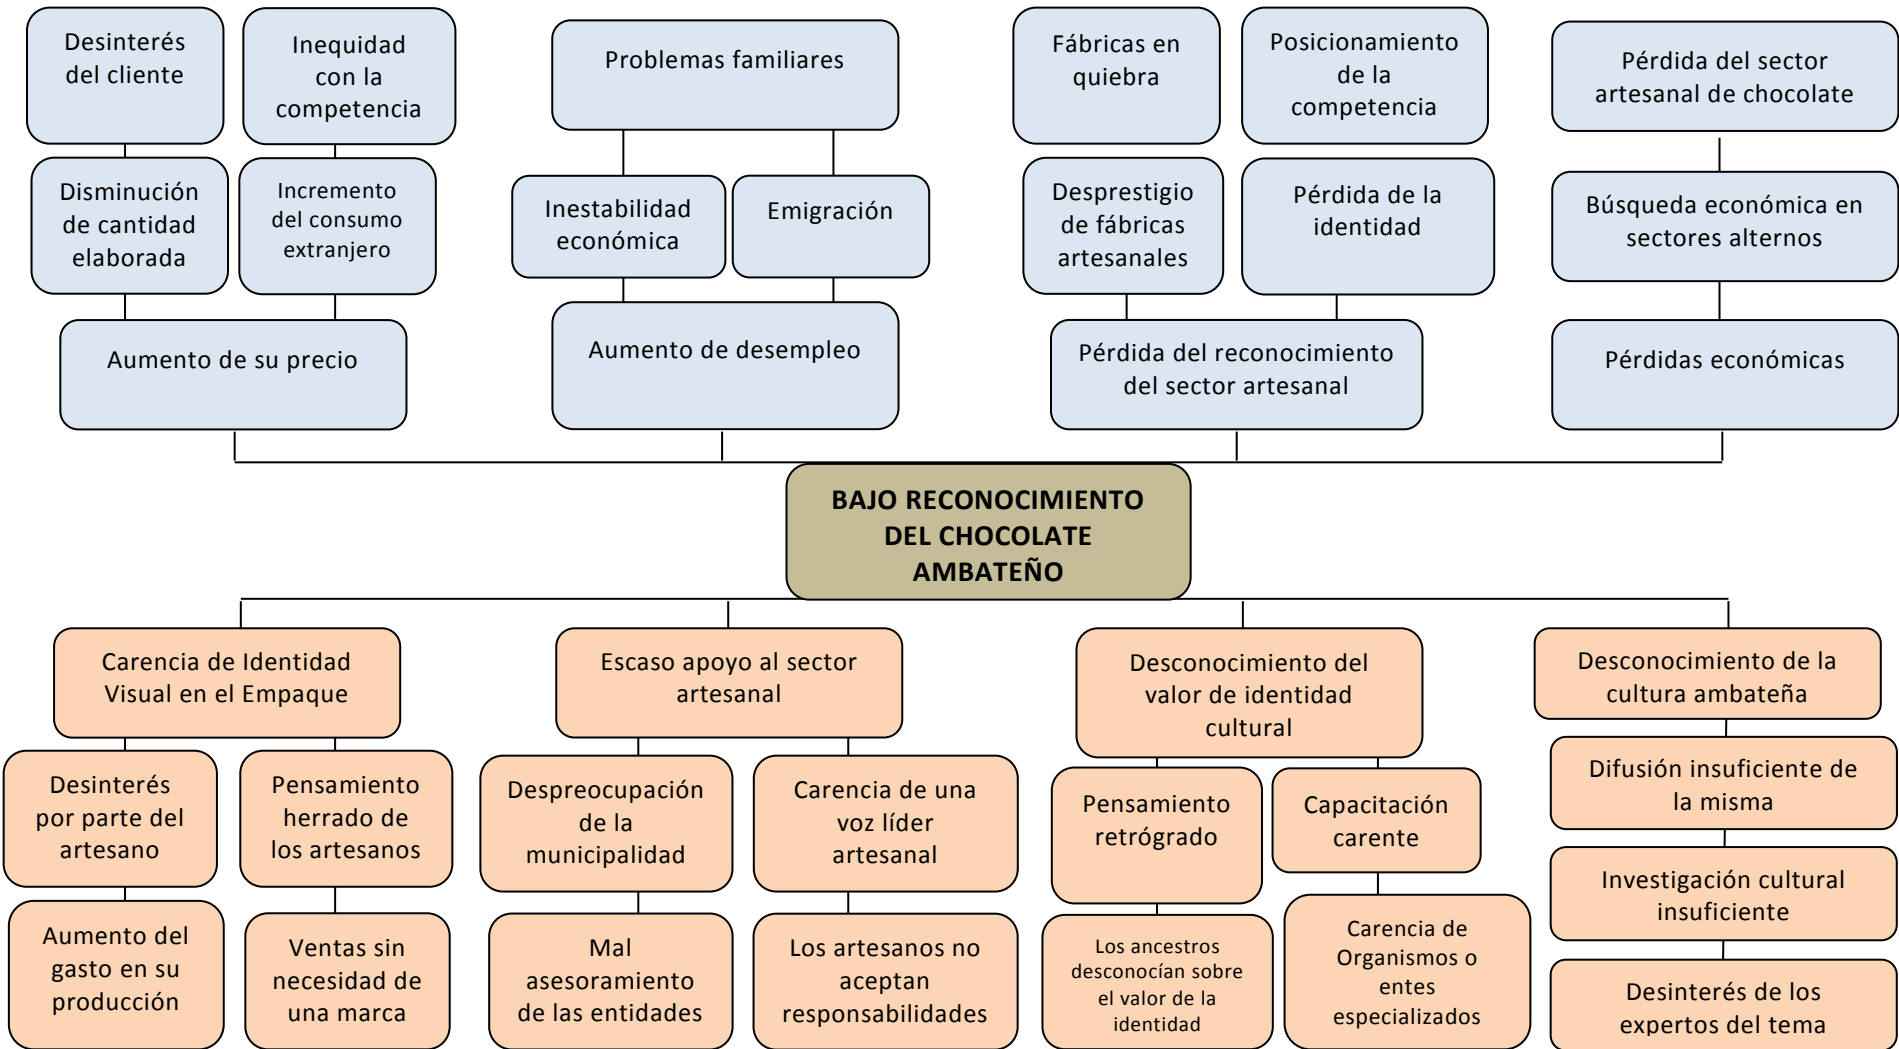 Desinterés
del cliente
Inequidad
con la
competencia
Problemas familiares
Fábricas en
quiebra
Posicionamiento
de la
competencia
Pérdida del sector
artesanal de chocolate
Disminución
de cantidad
elaborada
Incremento
del consumo
extranjero
Inestabilidad
económica
Emigración
Desprestigio
de fábricas
artesanales
Pérdida de la
identidad
Búsqueda económica en
sectores alternos
Aumento de su precio
Aumento de desempleo
Pérdida del reconocimiento
del sector artesanal
Pérdidas económicas
BAJO RECONOCIMIENTO
DEL CHOCOLATE
AMBATEÑO
Carencia de Identidad
Visual en el Empaque
Escaso apoyo al sector
artesanal
Desconocimiento del
valor de identidad
cultural
Desconocimiento de la
cultura ambateña
Desinterés
por parte del
artesano
Pensamiento
herrado de
los artesanos
Despreocupación
de la
municipalidad
Carencia de una
voz líder
artesanal
Pensamiento
retrógrado
Capacitación
carente
Difusión insuficiente de
la misma
Investigación cultural
insuficiente
Aumento del
gasto en su
producción
Ventas sin
necesidad de
una marca
Mal
asesoramiento
de las entidades
Los artesanos no
aceptan
responsabilidades
Los ancestros
desconocían sobre
el valor de la
identidad
Carencia de
Organismos o
entes
especializados
Desinterés de los
expertos del tema